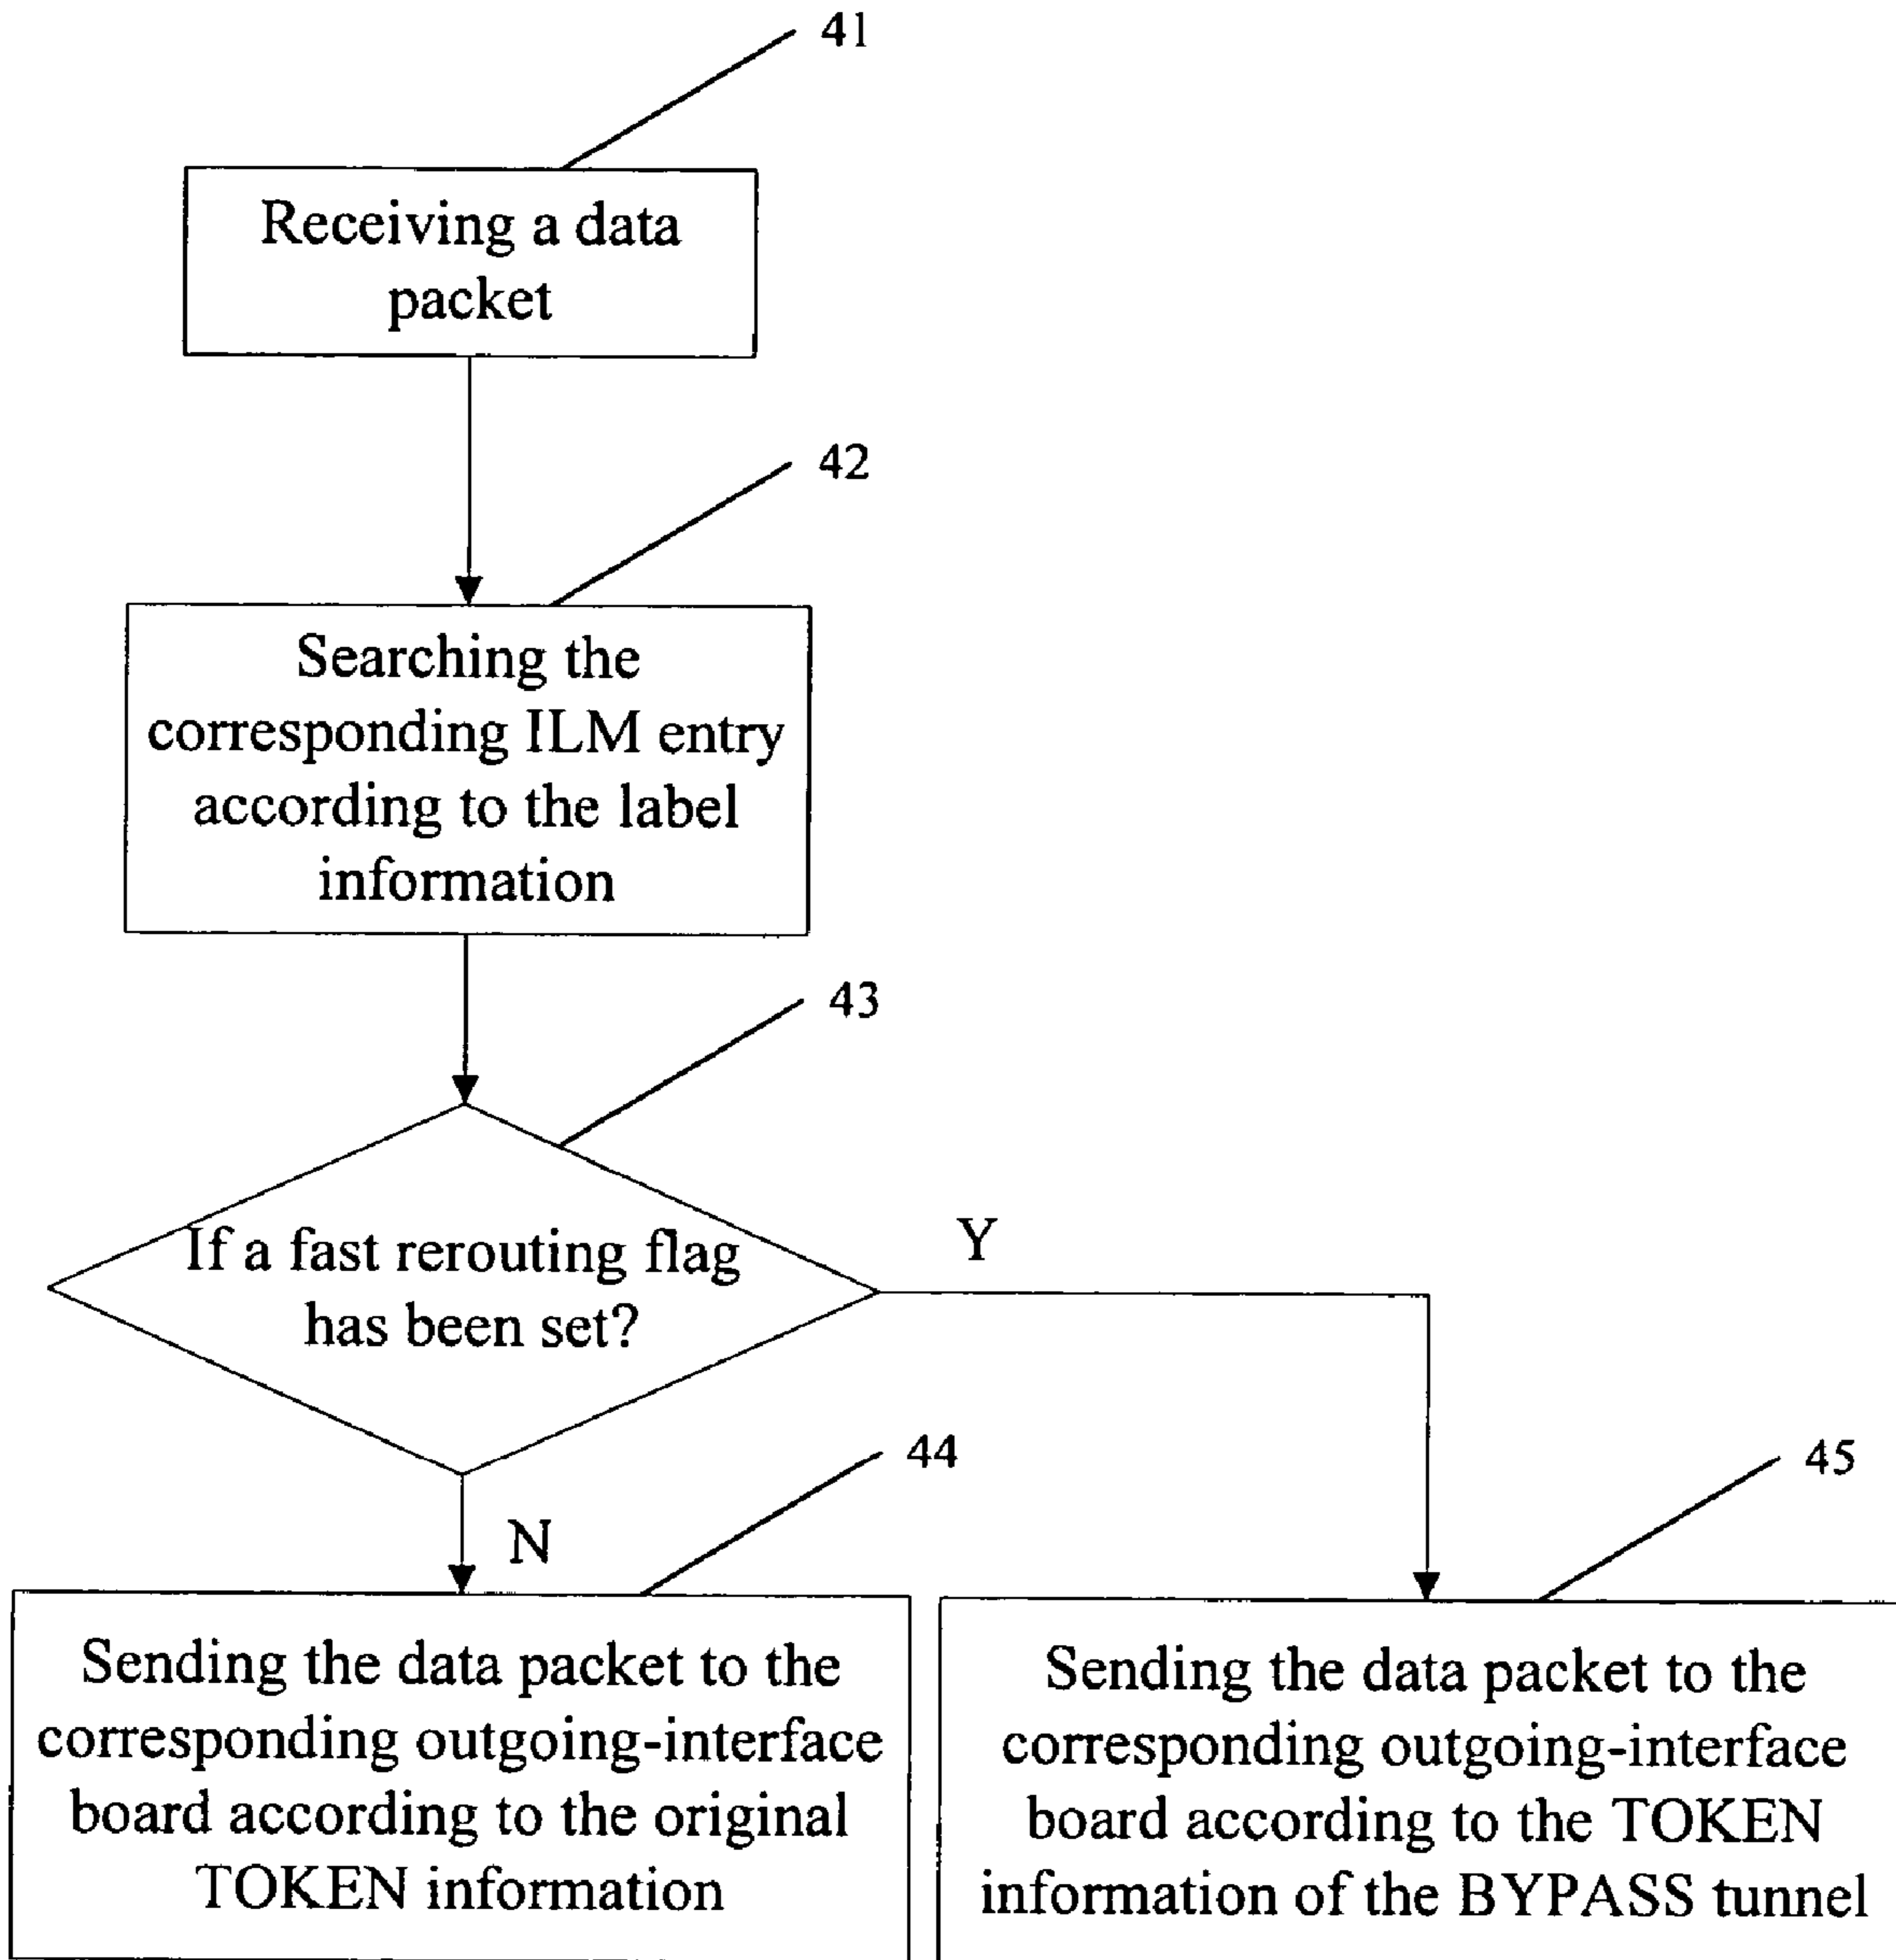 41
Receiving a data
packet
42
Searching the
corresponding ILM entry
according to the label
information
43
If a fast rerouting flag
has been set?
Y
N
44
Sending the data packet to the
corresponding outgoing-interface
board according to the original
TOKEN information
45
Sending the data packet to the
corresponding outgoing-interface
board according to the TOKEN
information of the BYPASS tunnel